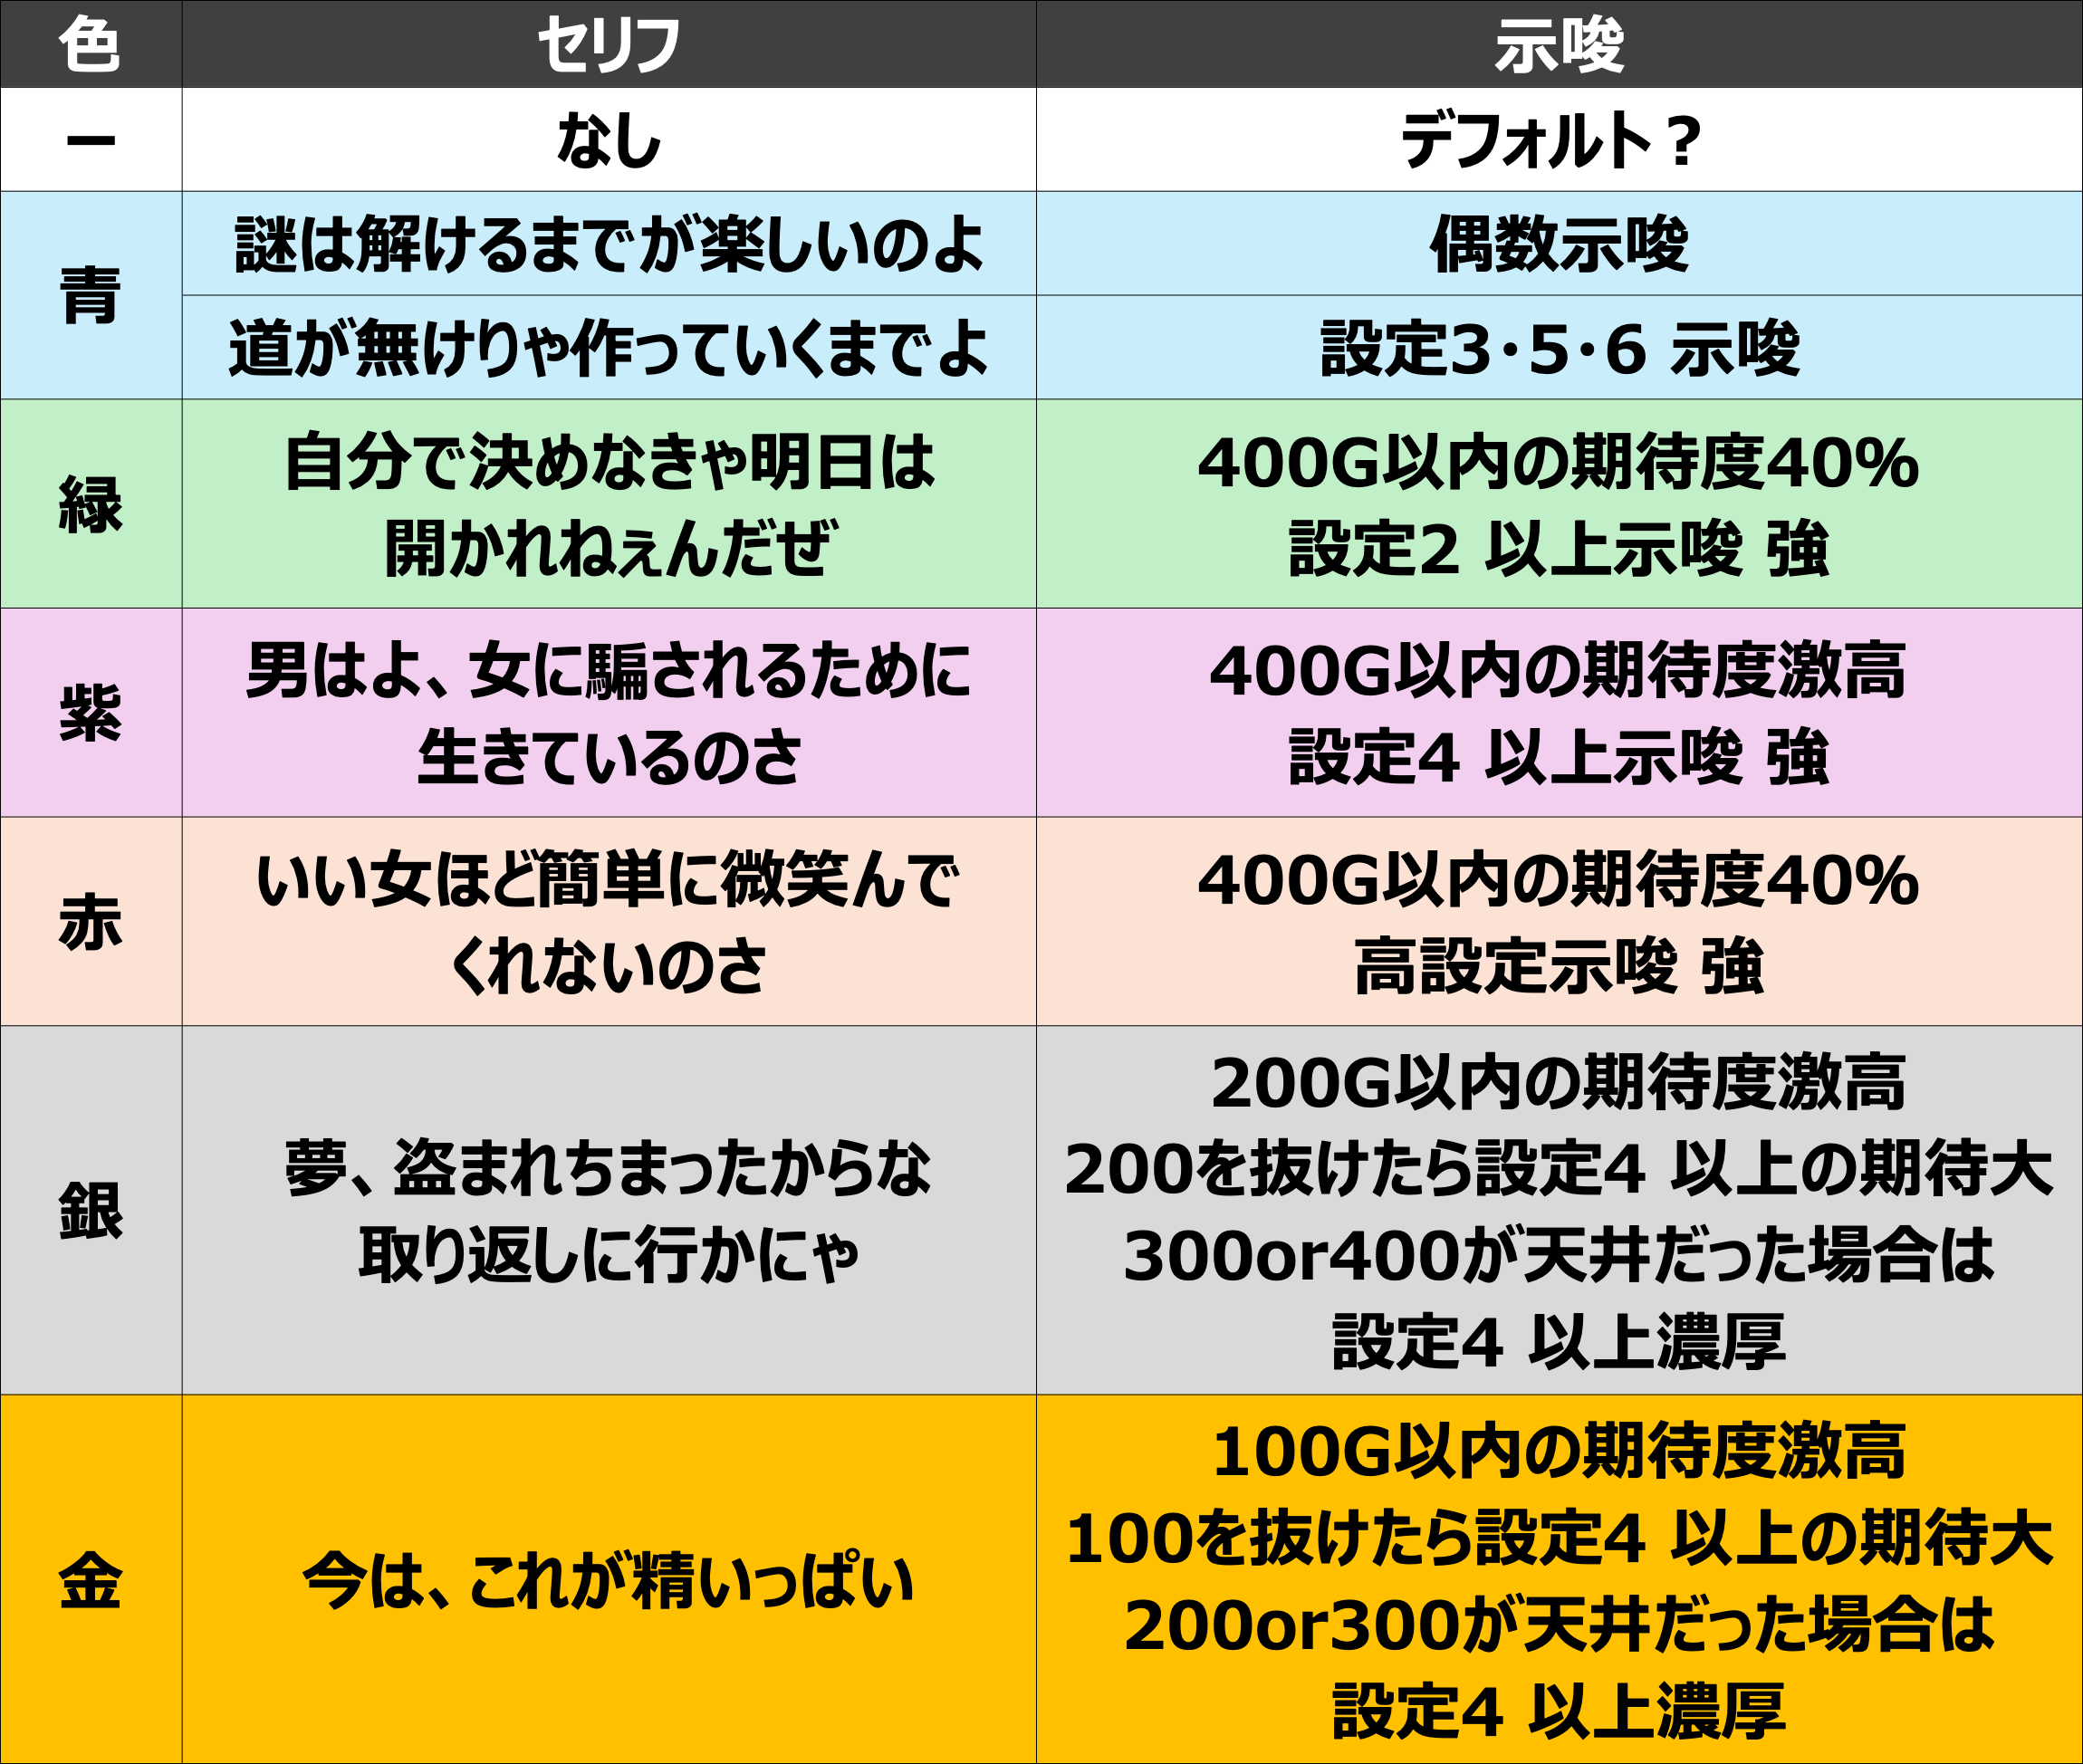 色 セリフ 示唆
ー なし デフォルト？
青
謎は解けるまでが楽しいのよ 偶数示唆
道が無けりゃ作っていくまでよ 設定3・5・6 示唆
緑
自分で決めなきゃ明日は
開かれねぇんだぜ
400G以内の期待度40%
設定2 以上示唆 強
紫
男はよ、女に騙されるために
生きているのさ
400G以内の期待度激高
設定4 以上示唆 強
赤
いい女ほど簡単に微笑んで
くれないのさ
400G以内の期待度40%
高設定示唆 強
銀
夢、盗まれちまったからな
取り返しに行かにゃ
200G以内の期待度激高
200を抜けたら設定4 以上の期待大
300or400が天井だった場合は
設定4 以上濃厚
金
今は、これが精いっぱい
100G以内の期待度激高
100を抜けたら設定4 以上の期待大
200or300が天井だった場合は
設定4 以上濃厚